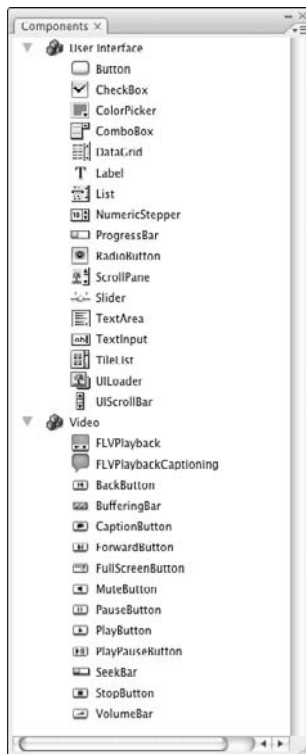 Components ×
User Interface
Button
CheckBox
ColorPicker
ComboBox
DataGrid
Label
List
NumericStepper
ProgressBar
RadioButton
ScrollPane
Slider
TextArea
TextInput
TileList
UILoader
UIScrollBar
Video
FLVPlayback
FLVPlaybackCaptioning
BackButton
BufferingBar
CaptionButton
ForwardButton
FullScreenButton
MuteButton
PauseButton
PlayButton
PlayPauseButton
SeekBar
StopButton
VolumeBar